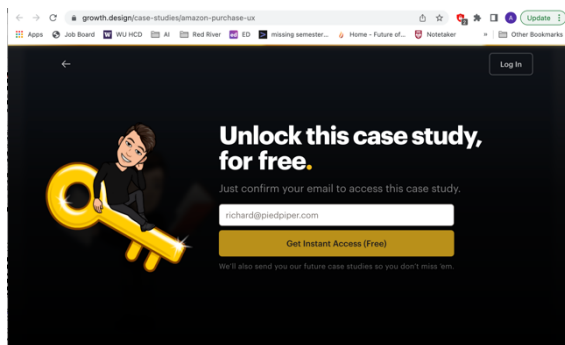 growth.design/case-studies/amazon-purchase-ux
A
Update
Apps
Job Board
W
WU HCD
AI
Red River
ed
ED
missing semester...
Home - Future of...
Notetaker
»
Other Bookmarks
Log In
Unlock this case study,
for free.
Just confirm your email to access this case study.
richard@piedpiper.com
Get Instant Access (Free)
We'll also send you our future case studies so you don't miss 'em.